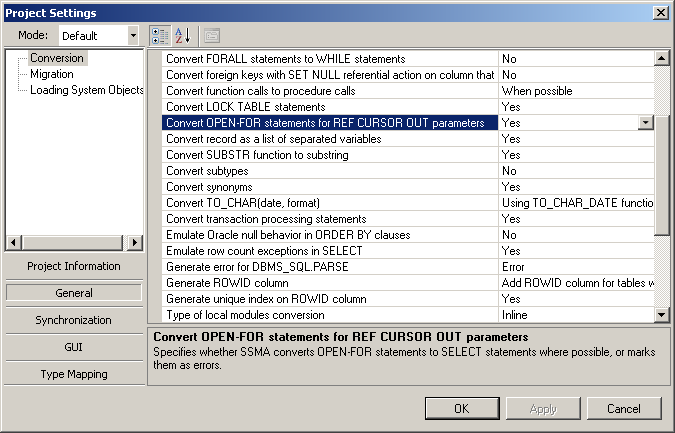 Project Settings
Mode: Default
Conversion
Migration
Loading System Objects
Project Information
General
Synchronization
GUI
Type Mapping
Convert FORALL statements to WHILE statements No
Convert foreign keys with SET NULL referential action on column that No
Convert function calls to procedure calls When possible
Convert LOCK TABLE statements Yes
Convert OPEN-FOR statements for REF CURSOR OUT parameters Yes
Convert record as a list of separated variables Yes
Convert SUBSTR function to substring Yes
Convert subtypes No
Convert synonyms Yes
Convert TO_CHAR(date, format) Using TO_CHAR_DATE functio
Convert transaction processing statements Yes
Emulate Oracle null behavior in ORDER BY clauses No
Emulate row count exceptions in SELECT Yes
Generate error for DBMS_SQL.PARSE Error
Generate ROWID column Add ROWID column for tables w
Generate unique index on ROWID column Yes
Type of local modules conversion Inline
Convert OPEN-FOR statements for REF CURSOR OUT parameters
Specifies whether SSMA converts OPEN-FOR statements to SELECT statements where possible, or marks
them as errors.
OK Apply Cancel